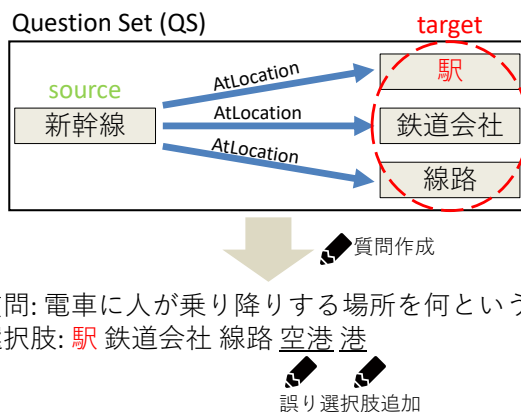 Question Set (QS)
target
source
AtLocation
駅
新幹線
AtLocation
鉄道会社
AtLocation
線路
質問作成
質問: 電車に人が乗り降りする場所を何という
選択肢: 駅 鉄道会社 線路 空港 港
誤り選択肢追加